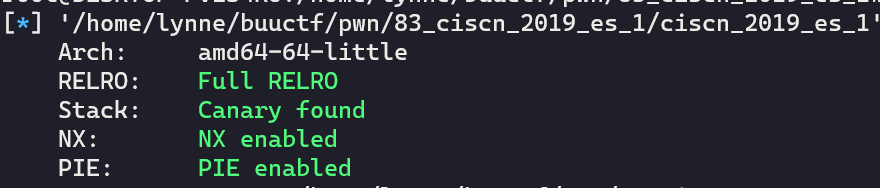 [*] '/home/lynne/buuctf/pwn/83_ciscn_2019_es_1/ciscn_2019_es_1'
Arch: amd64-64-little
RELRO: Full RELRO
Stack: Canary found
NX: NX enabled
PIE: PIE enabled